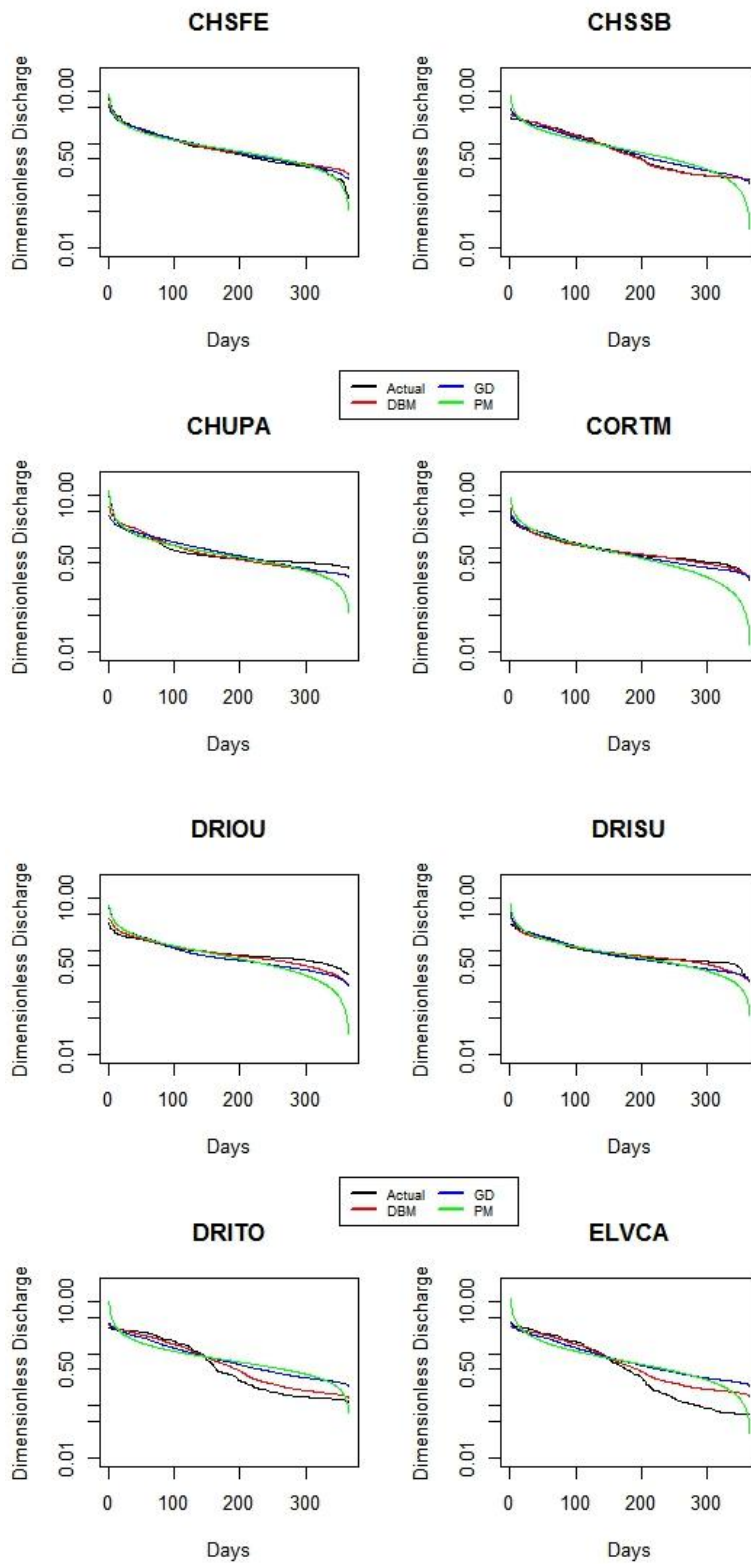 CHSFE
Dimensionless Discharge
10.00
0.50
0.01
0 100 200 300
Days
CHSSB
Dimensionless Discharge
10.00
0.50
0.01
0 100 200 300
Days
Actual GD
DBM PM
CHUPA
Dimensionless Discharge
10.00
0.50
0.01
0 100 200 300
Days
CORTM
Dimensionless Discharge
10.00
0.50
0.01
0 100 200 300
Days
DRIOU
Dimensionless Discharge
10.00
0.50
0.01
0 100 200 300
Days
DRISU
Dimensionless Discharge
10.00
0.50
0.01
0 100 200 300
Days
Actual GD
DBM PM
DRITO
Dimensionless Discharge
10.00
0.50
0.01
0 100 200 300
Days
ELVCA
Dimensionless Discharge
10.00
0.50
0.01
0 100 200 300
Days